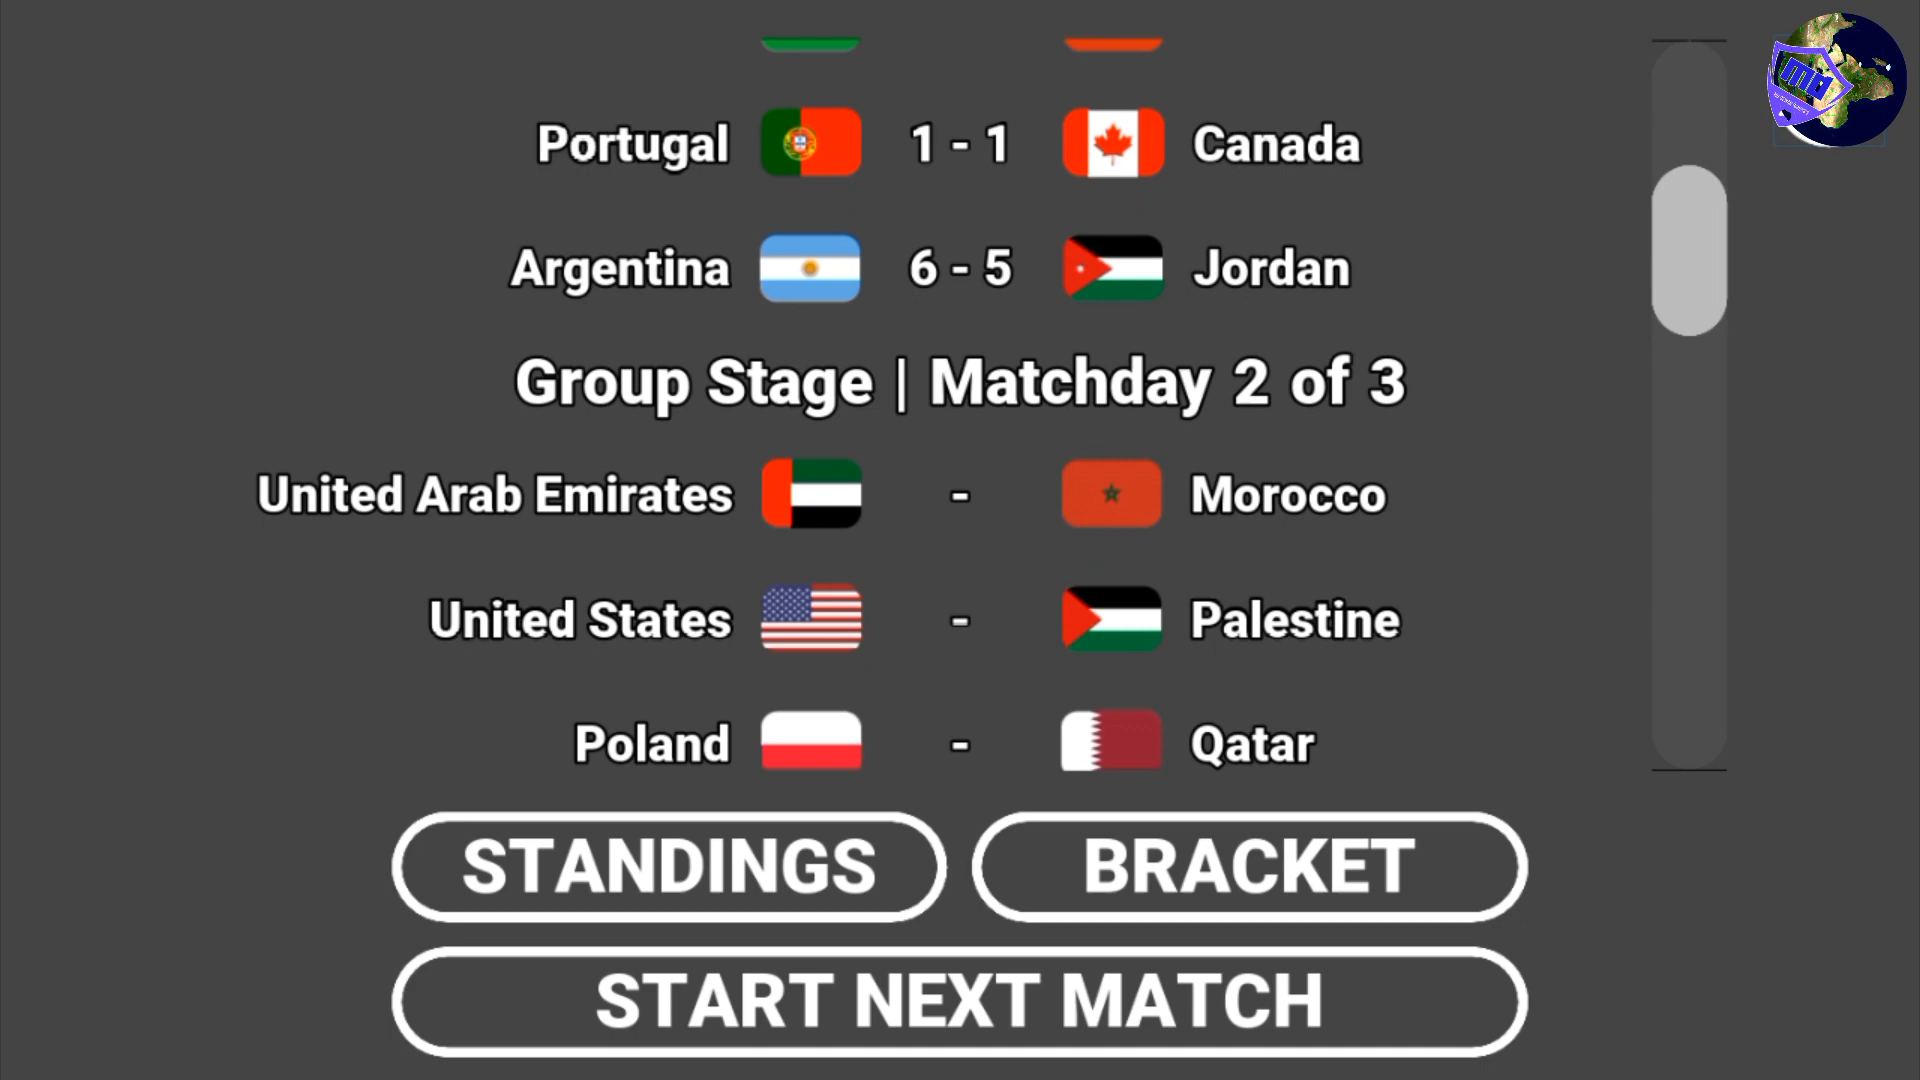 Portugal 1 - 1 Canada
Argentina 6 - 5 Jordan
Group Stage | Matchday 2 of 3
United Arab Emirates - Morocco
United States - Palestine
Poland - Qatar
STANDINGS BRACKET
START NEXT MATCH